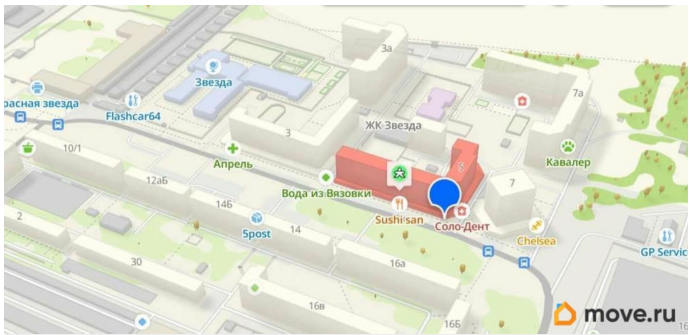 3а
7а
Звезда
расная звезда
Flashcar64
ЖК Звезда
3
10/1
Апрель
Кавалер
12аБ
Вода из Вязовки
7
2
14Б
Sushi san
Соло-Дент
5post
14
Chelsea
GP Servic
30
16а
16в
16Б
move.ru